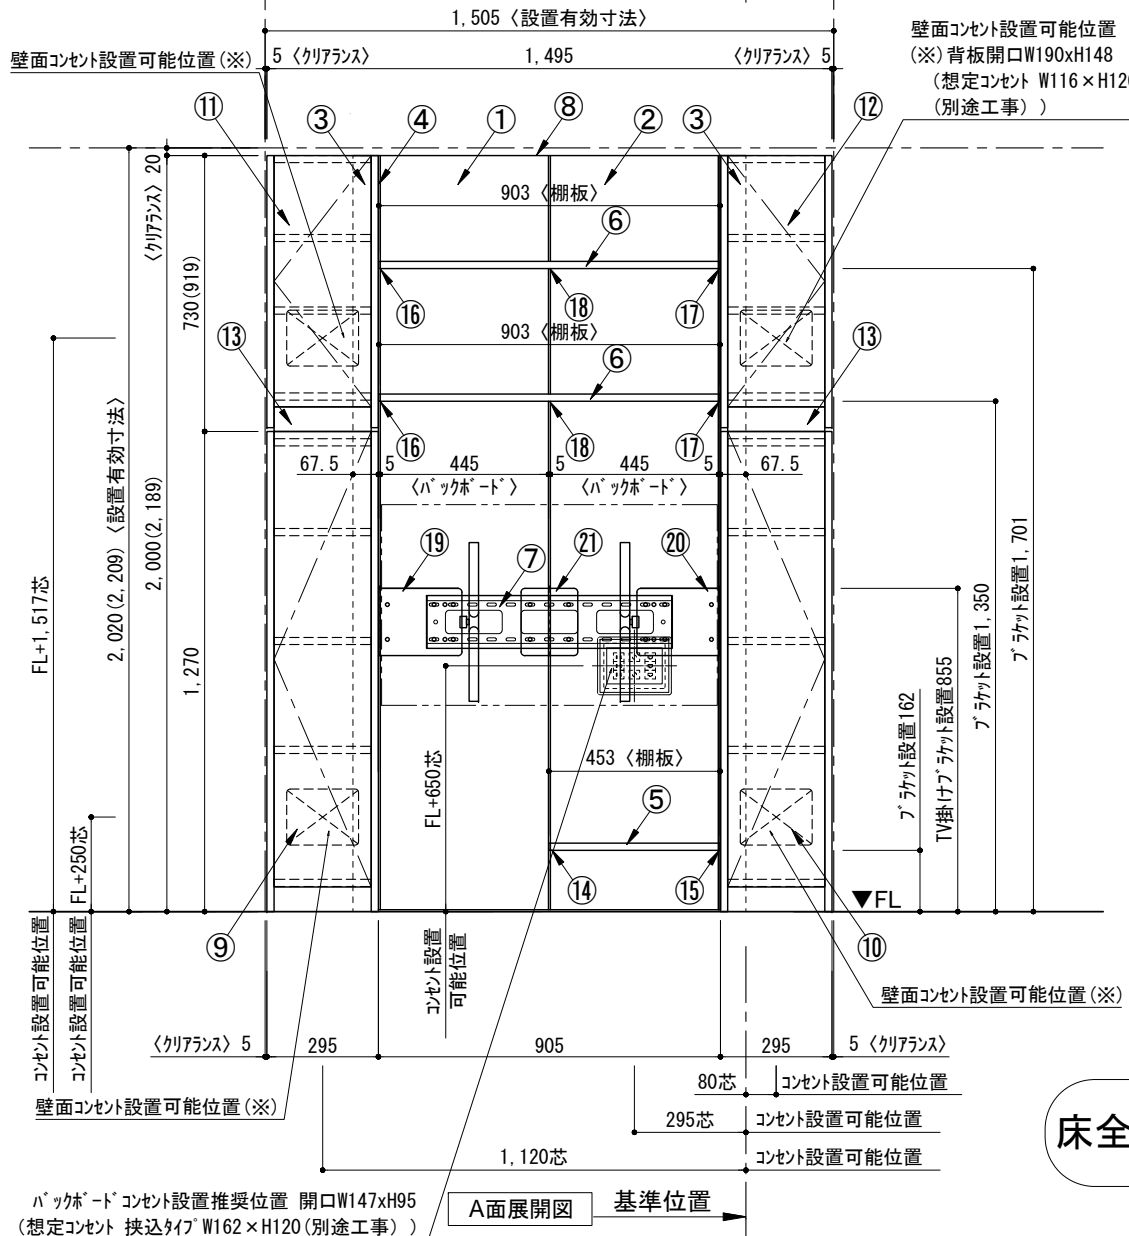 1,505〈設置有効寸法〉
壁面コンセント設置可能位置
(※)背板開口W190xH148
(想定コンセント W116×H120
(別途工事))
壁面コンセント設置可能位置(※)
5〈クリアランス〉
1,495
〈クリアランス〉5
⑪
③
④
①
⑧
②
③
⑫
〈クリアランス〉20
903〈棚板〉
⑥
⑯
⑱
⑰
730(919)
903〈棚板〉
⑬
⑬
⑥
⑯
⑱
⑰
67.5
5
445
5
445
5
67.5
〈バックボード〉
〈バックボード〉
2,020(2,209)〈設置有効寸法〉
2,000(2,189)
FL+1,517芯
1,270
⑲
⑦
㉑
⑳
ブラケット設置1,701
ブラケット設置1,350
TV掛けブラケット設置855
ブラケット設置162
FL+650芯
453〈棚板〉
⑤
FL+250芯
⑭
⑮
▼FL
⑨
⑩
コンセント設置可能位置
コンセント設置可能位置
コンセント設置
可能位置
壁面コンセント設置可能位置(※)
〈クリアランス〉5
295
905
295
5〈クリアランス〉
80芯
コンセント設置可能位置
壁面コンセント設置可能位置(※)
295芯
コンセント設置可能位置
床全
1,120芯
コンセント設置可能位置
バックボードコンセント設置推奨位置 開口W147xH95
(想定コンセント 挟込タイプW162×H120(別途工事))
A面展開図
基準位置